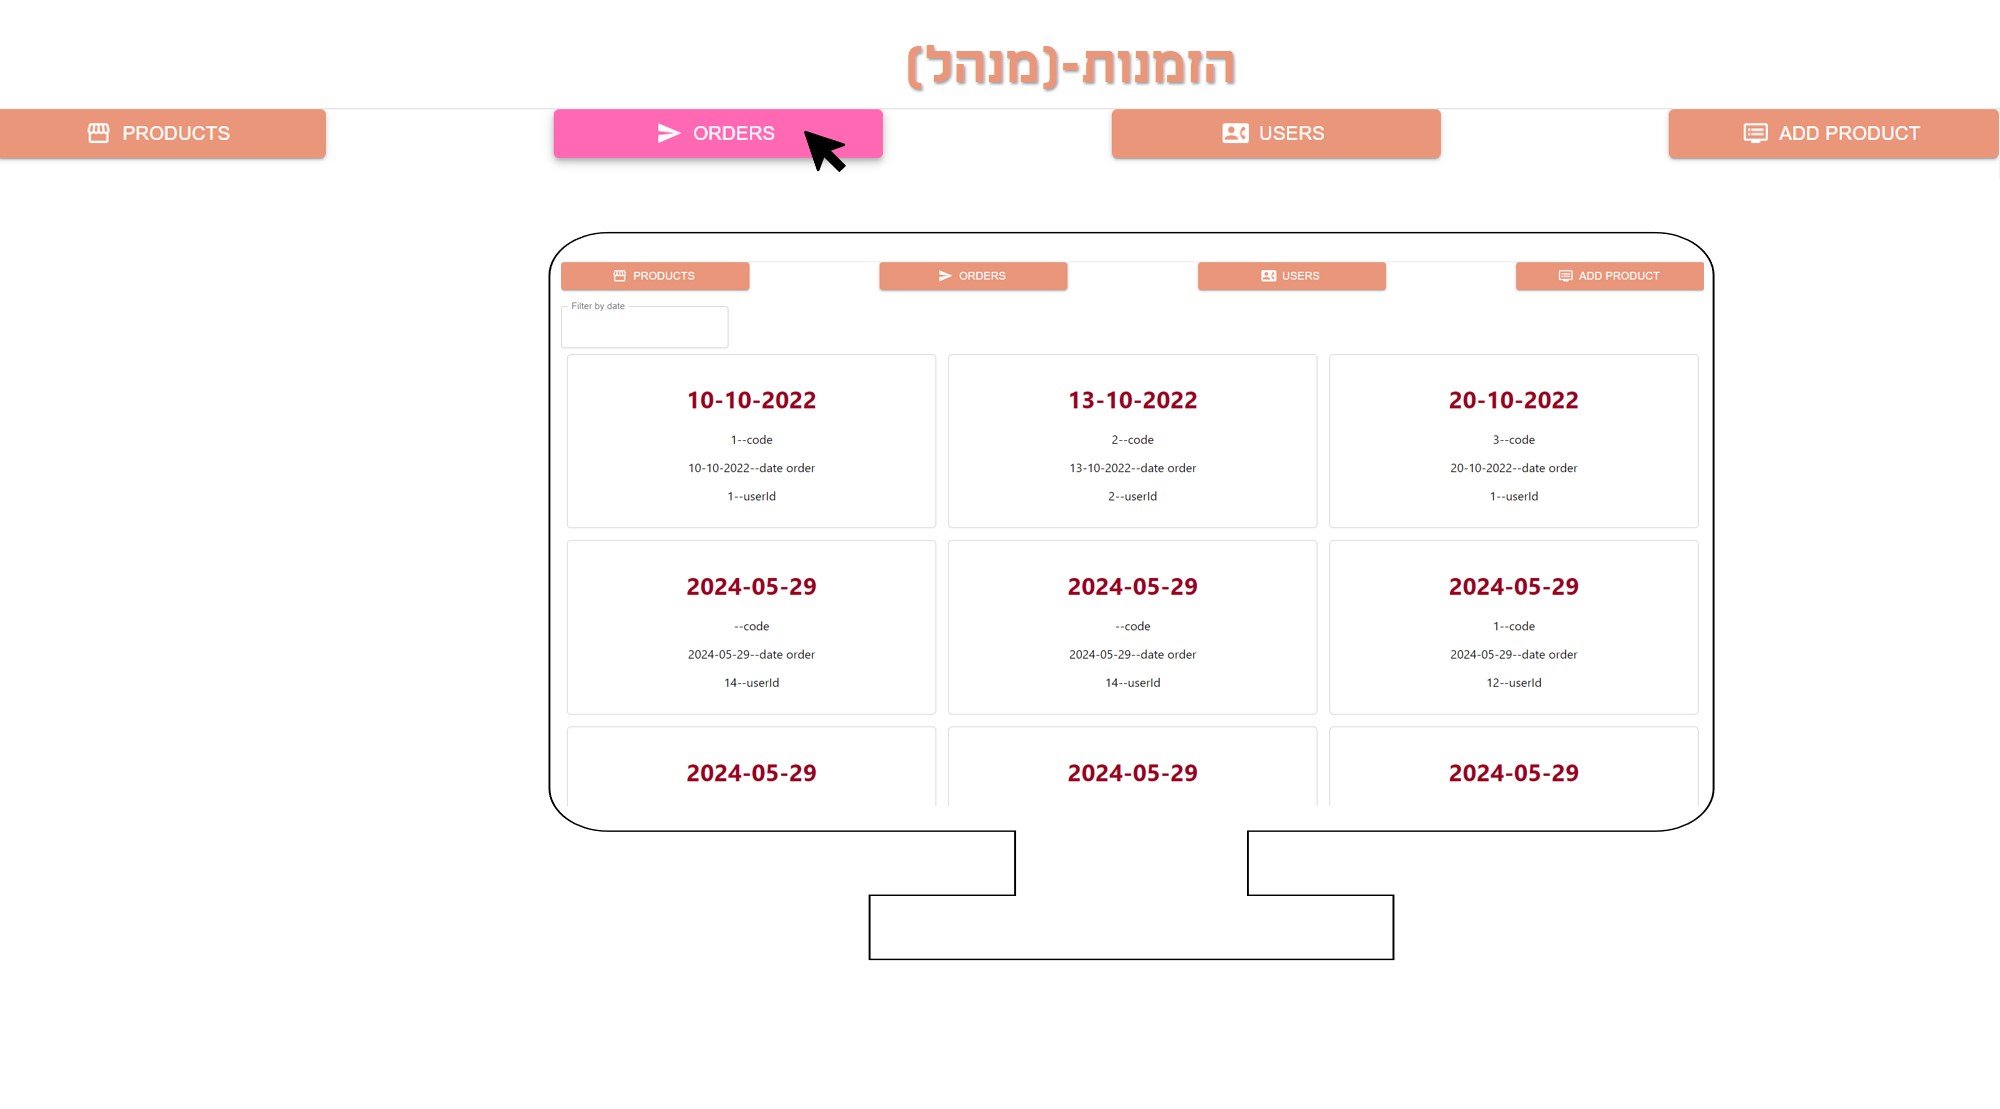 הזמנות-(מנהל)
PRODUCTS ORDERS USERS ADD PRODUCT
PRODUCTS ORDERS USERS ADD PRODUCT
Filter by date
10-10-2022 13-10-2022 20-10-2022
1--code 2--code 3--code
10-10-2022--date order 13-10-2022--date order 20-10-2022--date order
1--userId 2--userId 1--userId
2024-05-29 2024-05-29 2024-05-29
--code --code 1--code
2024-05-29--date order 2024-05-29--date order 2024-05-29--date order
14--userId 14--userId 12--userId
2024-05-29 2024-05-29 2024-05-29